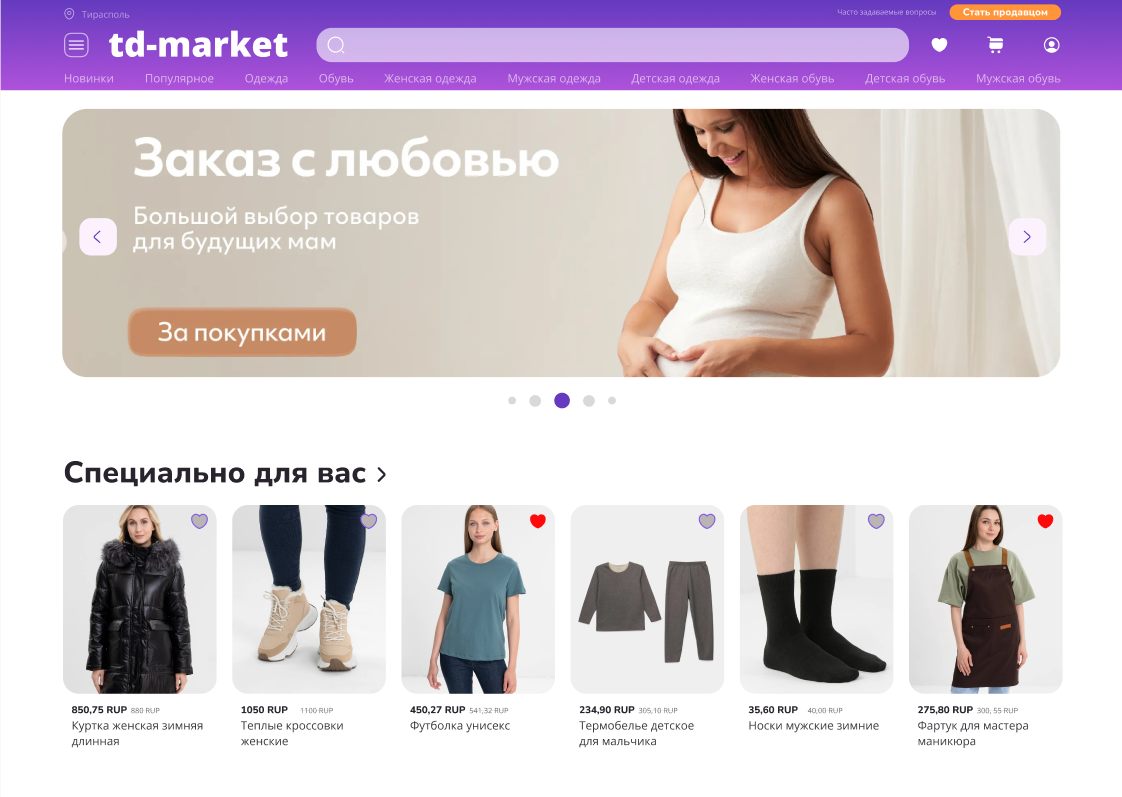 Тирасполь
Часто задаваемые вопросы
Стать продавцом
td-market
Новинки Популярное Одежда Обувь Женская одежда Мужская одежда Детская одежда Женская обувь Детская обувь Мужская обувь
Заказ с любовью
Большой выбор товаров
для будущих мам
За покупками
Специально для вас
850,75 RUP 880 RUP
Куртка женская зимняя
длинная
1050 RUP 1100 RUP
Теплые кроссовки
женские
450,27 RUP 541,32 RUP
Футболка унисекс
234,90 RUP 305,10 RUP
Термобелье детское
для мальчика
35,60 RUP 40,00 RUP
Носки мужские зимние
275,80 RUP 300, 55 RUP
Фартук для мастера
маникюра